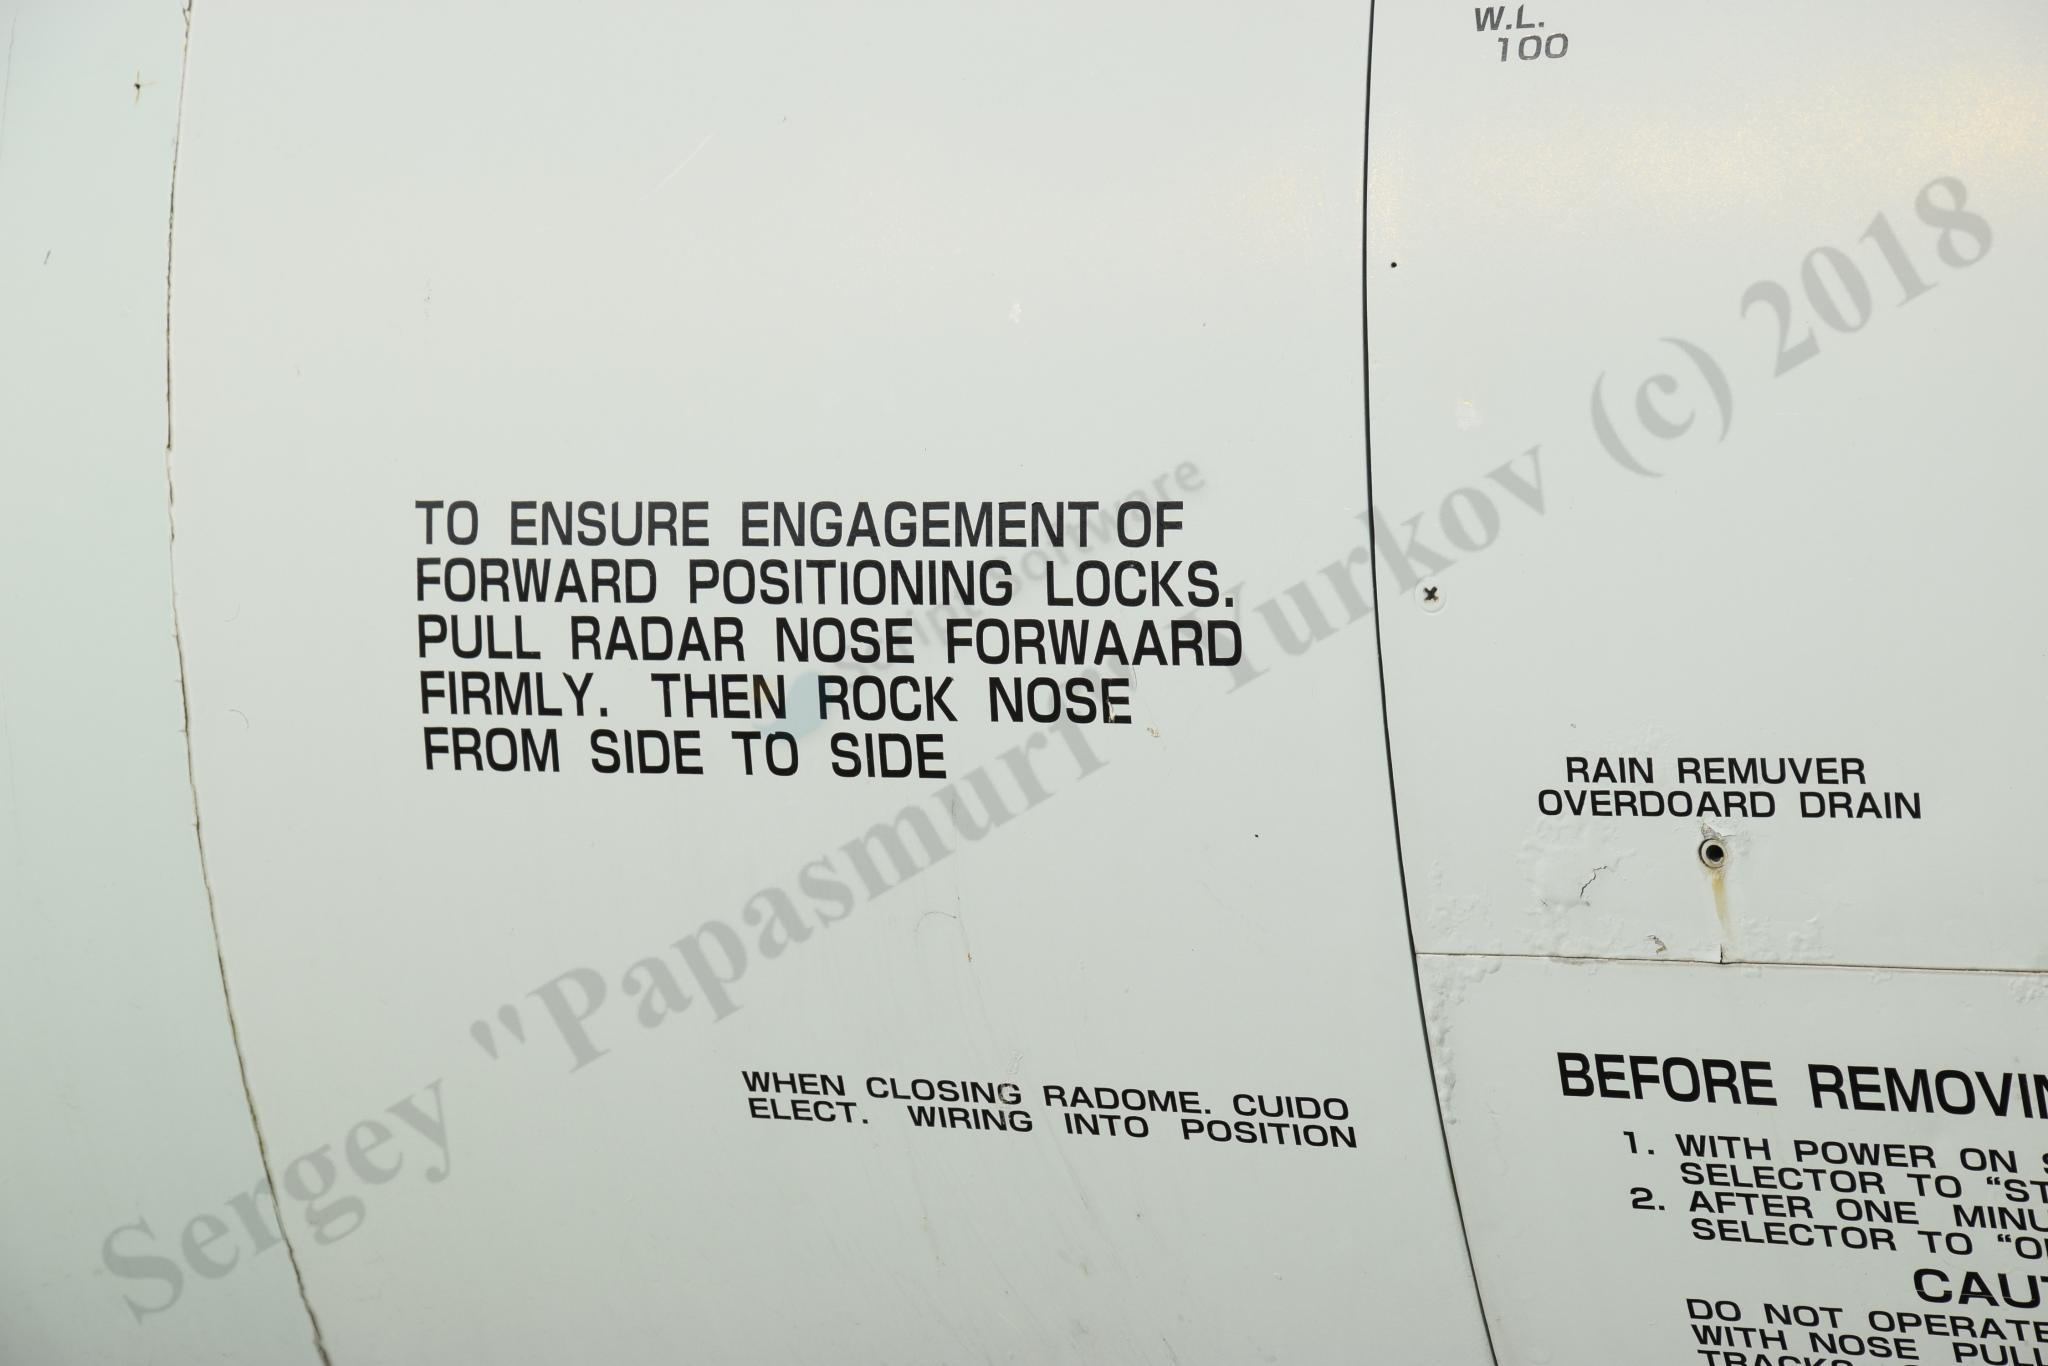 W.L.
100
TO ENSURE ENGAGEMENT OF
FORWARD POSITIONING LOCKS.
PULL RADAR NOSE FORWAARD
FIRMLY. THEN ROCK NOSE
FROM SIDE TO SIDE
RAIN REMUVER
OVERDOARD DRAIN
WHEN CLOSING RADOME. CUIDO
ELECT. WIRING INTO POSITION
BEFORE
1. WITH POWER ON
SELECTOR TO
2. AFTER ONE
SELECTOR TO
DO NOT OPERATE
WITH NOSE
Sergey "Papasmurf" Yurkov (c) 2018
Script Software